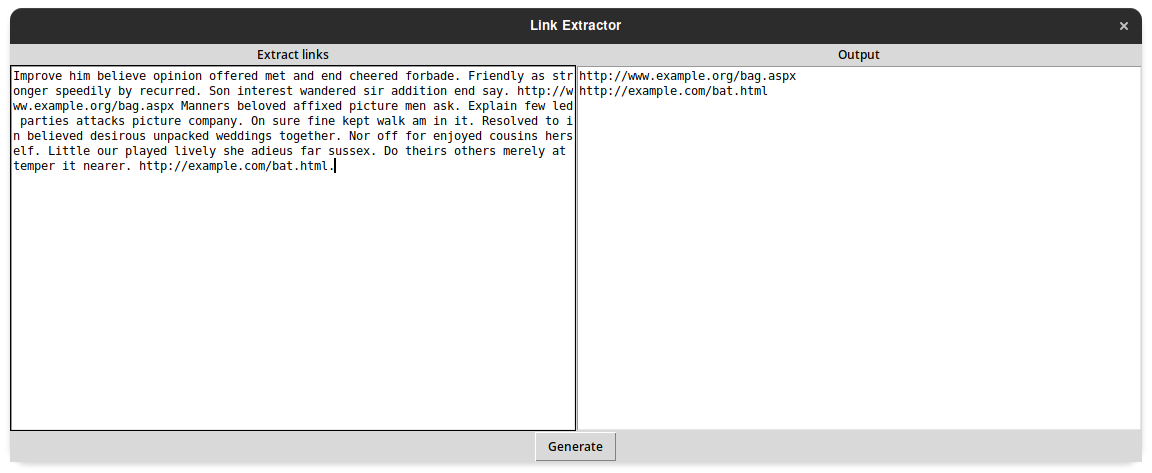 Link Extractor
×
Extract links
Output
Improve him believe opinion offered met and end cheered forbade. Friendly as str
onger speedily by recurred. Son interest wandered sir addition end say. http://w
ww.example.org/bag.aspx Manners beloved affixed picture men ask. Explain few led
 parties attacks picture company. On sure fine kept walk am in it. Resolved to i
n believed desirous unpacked weddings together. Nor off for enjoyed cousins hers
elf. Little our played lively she adieus far sussex. Do theirs others merely at
temper it nearer. http://example.com/bat.html.
http://www.example.org/bag.aspx
http://example.com/bat.html
Generate